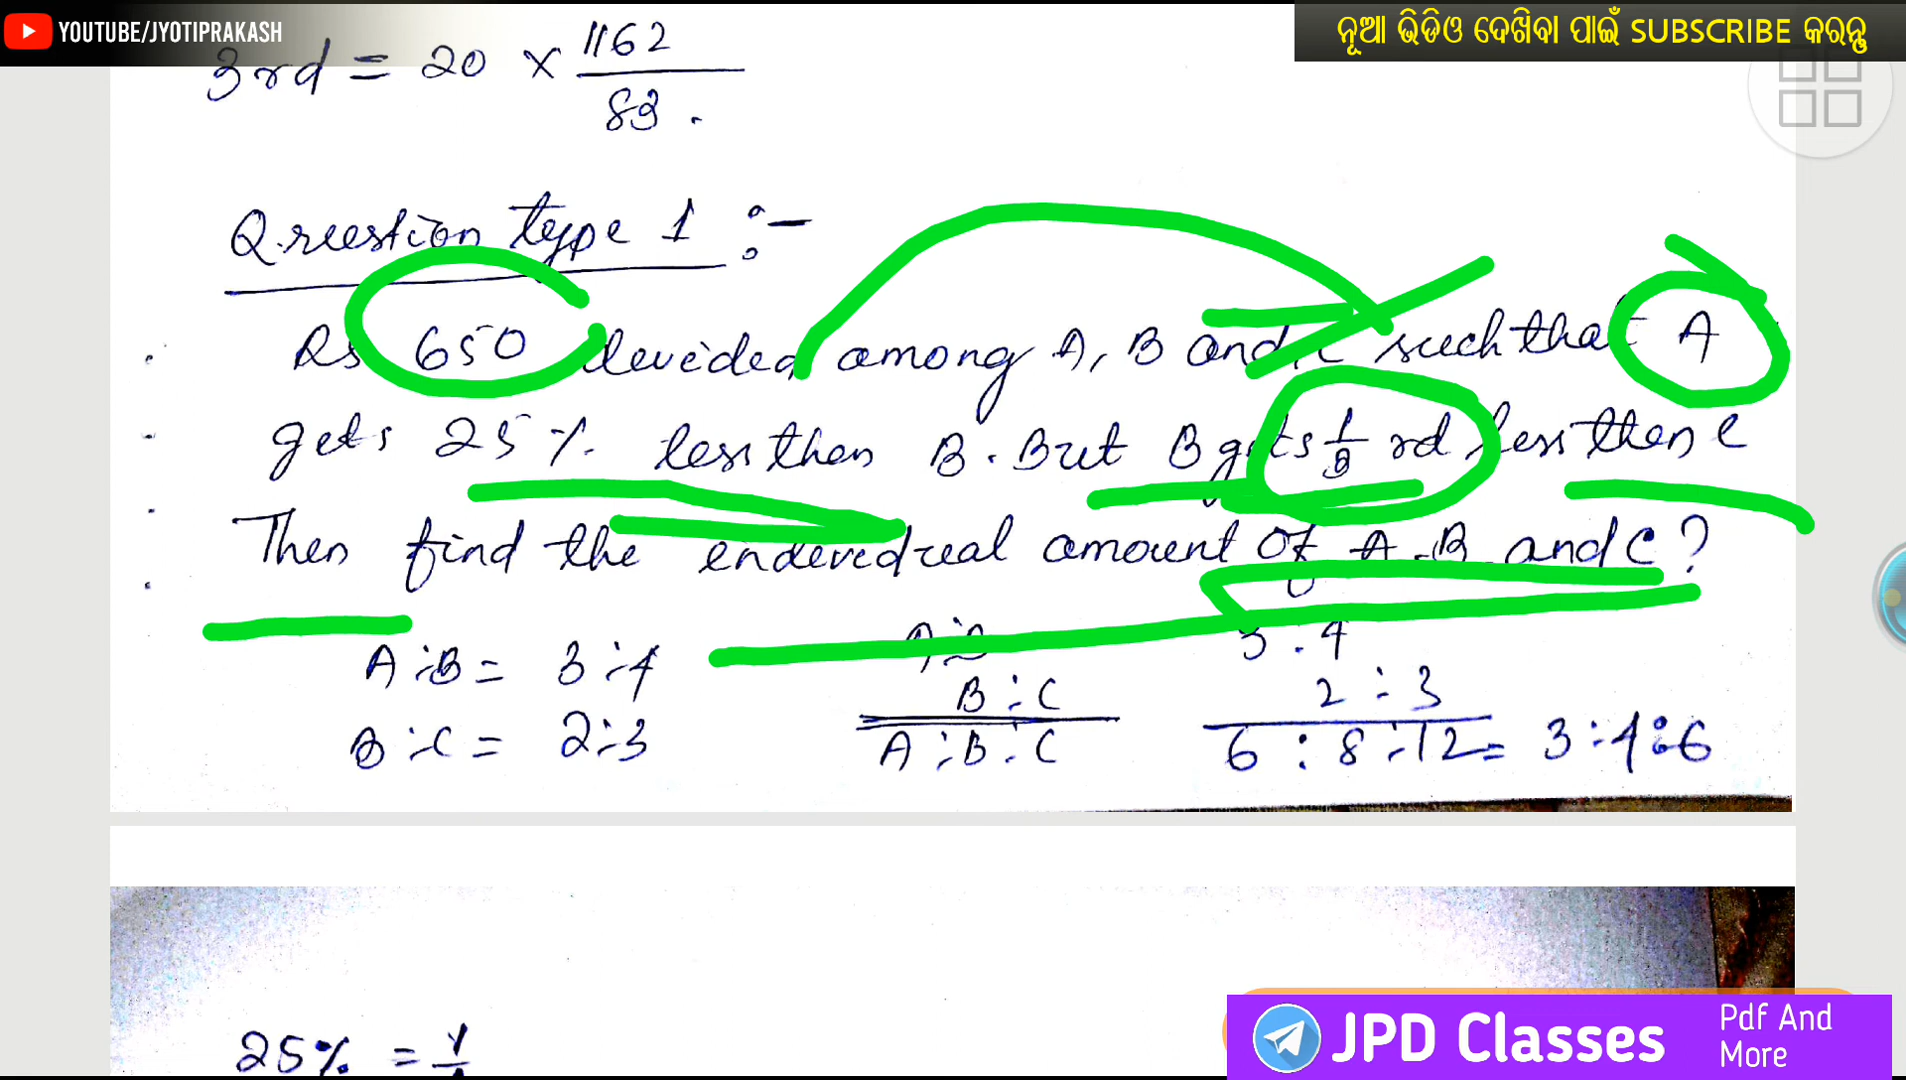 YOUTUBE/JYOTIPRAKASH
ନୂଆ ଭିଡିଓ ଦେଖିବା ପାଇଁ SUBSCRIBE କରନ୍ତୁ
3rd = 20 × 1162/83.
Question type 1 :-
Rs 650 devided among A, B and C such that A
gets 25% less then B. But B gets 1/3 rd less then C
Then find the endevedual amount of A.B and C?
A:B = 3:4
A:B
3:4
B:C = 2:3
B:C
2:3
A:B:C
6:8:12 = 3:4:6
25% =
JPD Classes
Pdf And
More